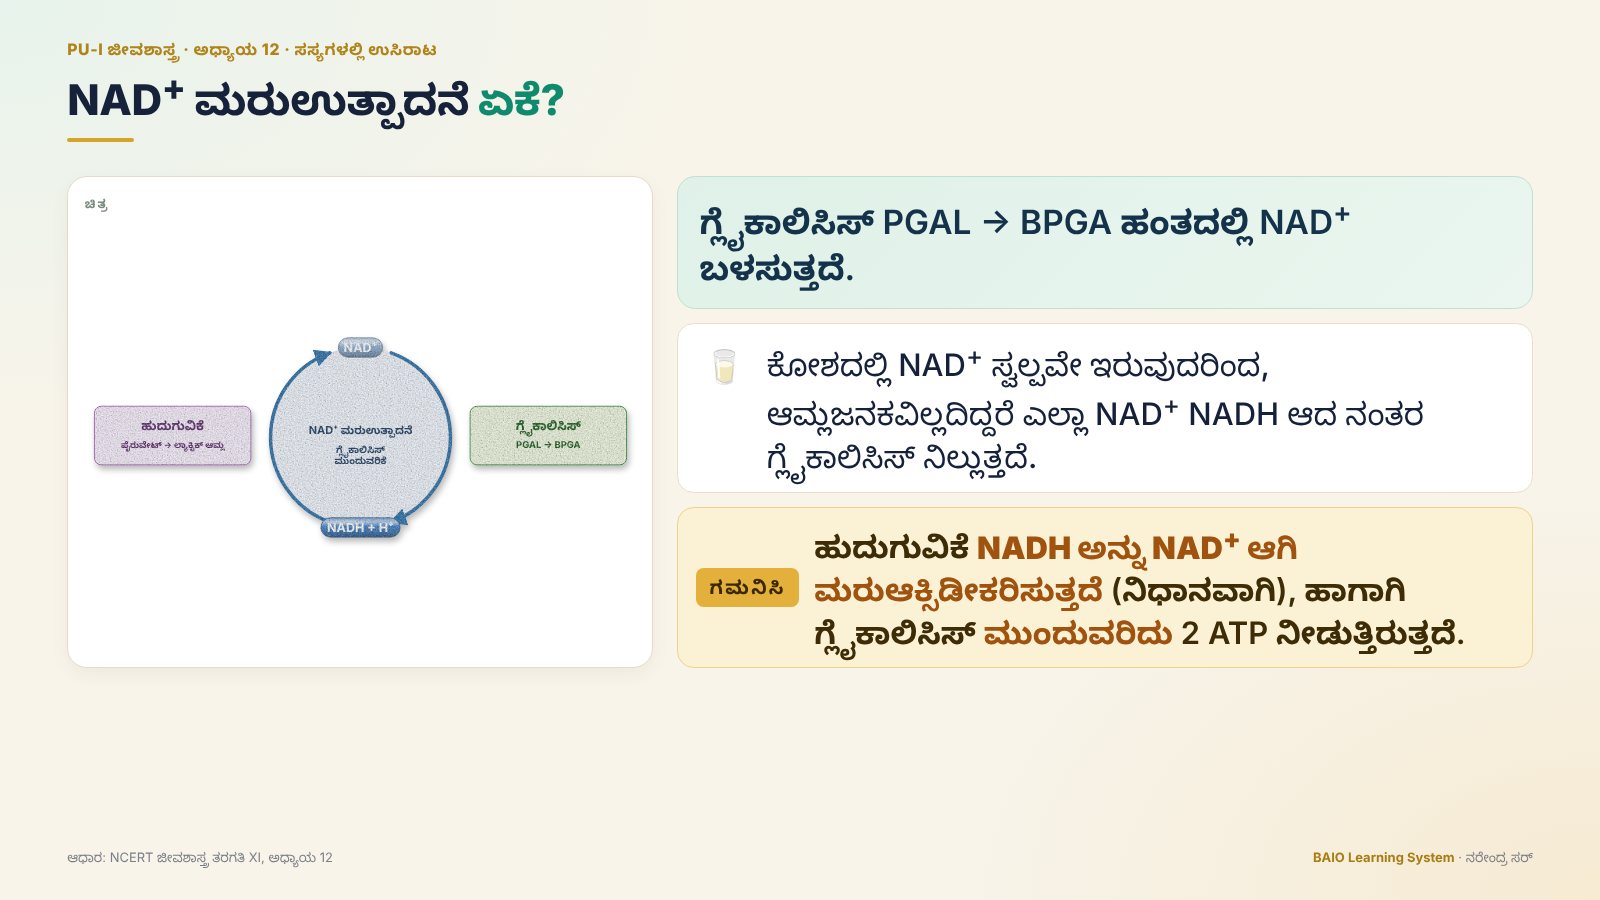 PU-I ಜೀವಶಾಸ್ತ್ರ · ಅಧ್ಯಾಯ 12 · ಸಸ್ಯಗಳಲ್ಲಿ ಉಸಿರಾಟ
NAD⁺ ಮರುಉತ್ಪಾದನೆ ಏಕೆ?
ಚಿತ್ರ
NAD⁺
ಹುದುಗುವಿಕೆ
ಪೈರುವೇಟ್ → ಲ್ಯಾಕ್ಟಿಕ್ ಆಮ್ಲ
NAD⁺ ಮರುಉತ್ಪಾದನೆ
ಗ್ಲೈಕಾಲಿಸಿಸ್
ಮುಂದುವರಿಕೆ
ಗ್ಲೈಕಾಲಿಸಿಸ್
PGAL → BPGA
NADH + H⁺
ಗ್ಲೈಕಾಲಿಸಿಸ್ PGAL → BPGA ಹಂತದಲ್ಲಿ NAD⁺
ಬಳಸುತ್ತದೆ.
ಕೋಶದಲ್ಲಿ NAD⁺ ಸ್ವಲ್ಪವೇ ಇರುವುದರಿಂದ,
ಆಮ್ಲಜನಕವಿಲ್ಲದಿದ್ದರೆ ಎಲ್ಲಾ NAD⁺ NADH ಆದ ನಂತರ
ಗ್ಲೈಕಾಲಿಸಿಸ್ ನಿಲ್ಲುತ್ತದೆ.
ಗಮನಿಸಿ
ಹುದುಗುವಿಕೆ NADH ಅನ್ನು NAD⁺ ಆಗಿ
ಮರುಆಕ್ಸಿಡೀಕರಿಸುತ್ತದೆ (ನಿಧಾನವಾಗಿ), ಹಾಗಾಗಿ
ಗ್ಲೈಕಾಲಿಸಿಸ್ ಮುಂದುವರಿದು 2 ATP ನೀಡುತ್ತಿರುತ್ತದೆ.
ಆಧಾರ: NCERT ಜೀವಶಾಸ್ತ್ರ ತರಗತಿ XI, ಅಧ್ಯಾಯ 12
BAIO Learning System · ನರೇಂದ್ರ ಸರ್